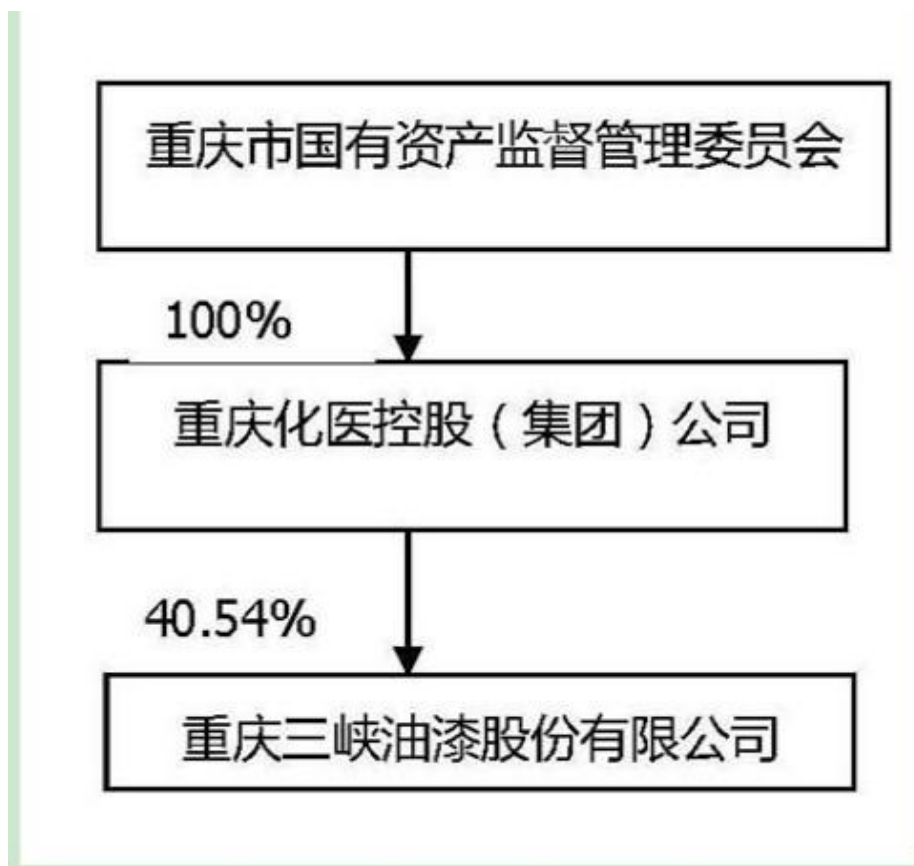 重庆市国有资产监督管理委员会
100%
重庆化医控股（集团）公司
40.54%
重庆三峡油漆股份有限公司